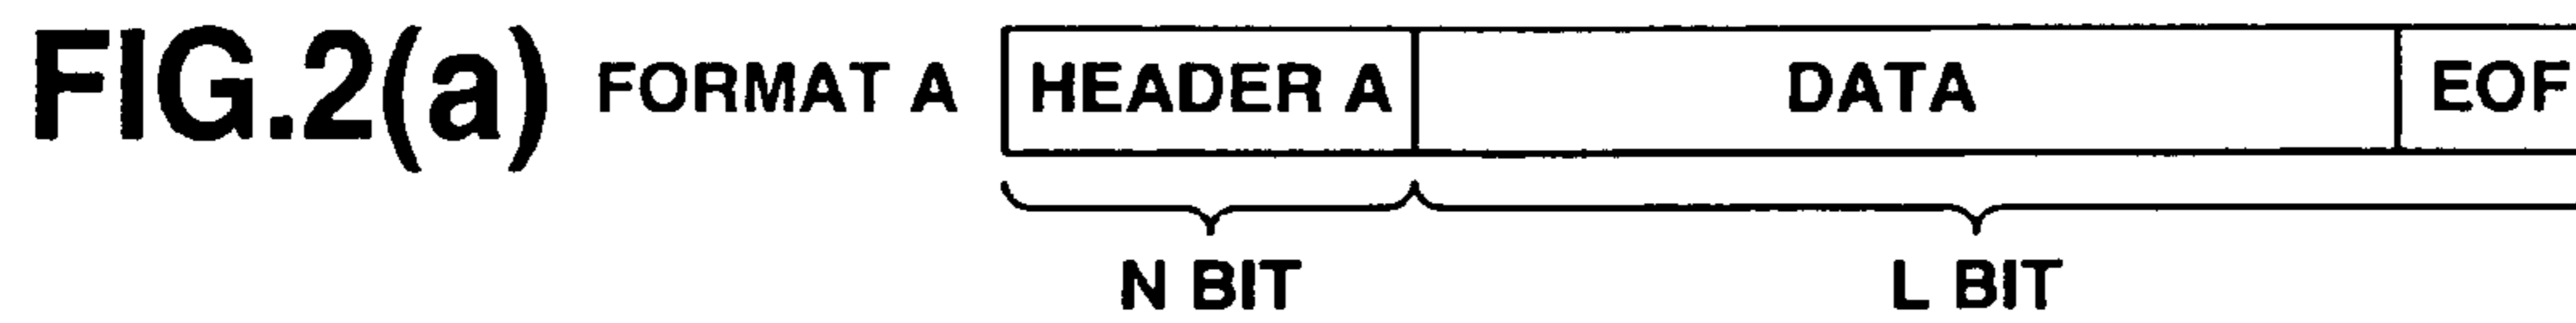 FIG.2(a) FORMAT A HEADER A DATA EOF
N BIT L BIT